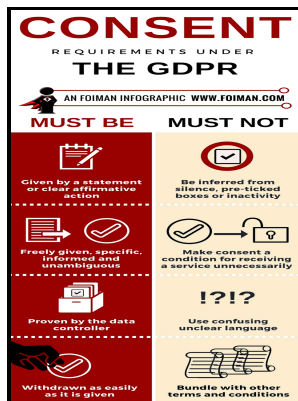 CONSENT
REQUIREMENTS UNDER
THE GDPR
AN FOIMAN INFOGRAPHIC WWW.FOIMAN.COM
MUST BE
Given by a statement
or clear affirmative
action
Freely given, specific,
informed and
unambiguous
Proven by the data
controller
Withdrawn as easily
as it is given
MUST NOT
Be inferred from
silence, pre-ticked
boxes or inactivity
Make consent a
condition for receiving
a service unnecessarily
!?!?
Use confusing
unclear language
Bundle with other
terms and conditions